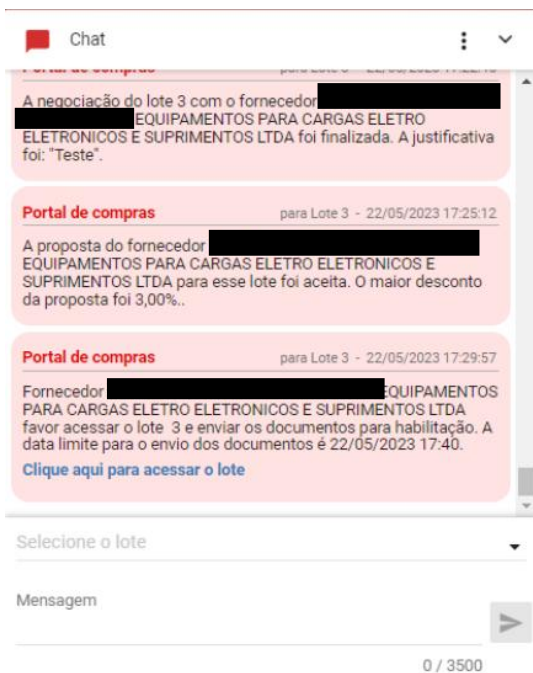 Chat
A negociação do lote 3 com o fornecedor
EQUIPAMENTOS PARA CARGAS ELETRO
ELETRONICOS E SUPRIMENTOS LTDA foi finalizada. A justificativa
foi: "Teste".
Portal de compras para Lote 3 - 22/05/2023 17:25:12
A proposta do fornecedor
EQUIPAMENTOS PARA CARGAS ELETRO ELETRONICOS E
SUPRIMENTOS LTDA para esse lote foi aceita. O maior desconto
da proposta foi 3,00%..
Portal de compras para Lote 3 - 22/05/2023 17:29:57
Fornecedor EQUIPAMENTOS
PARA CARGAS ELETRO ELETRONICOS E SUPRIMENTOS LTDA
favor acessar o lote 3 e enviar os documentos para habilitação. A
data limite para o envio dos documentos é 22/05/2023 17:40.
Clique aqui para acessar o lote
Selecione o lote
Mensagem
0 / 3500